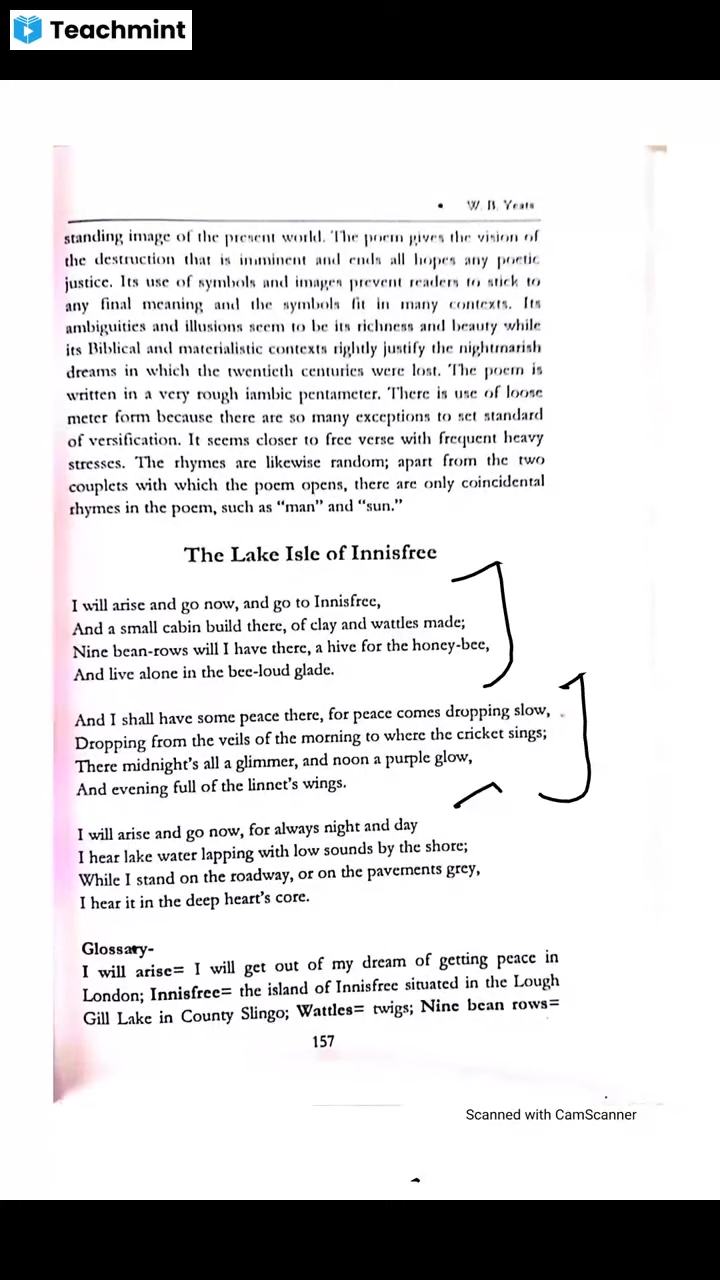 Teachmint
• W. B. Yeats
standing image of the present world. The poem gives the vision of
the destruction that is imminent and ends all hopes any poetic
justice. Its use of symbols and images prevent readers to stick to
any final meaning and the symbols fit in many contexts. Its
ambiguities and illusions seem to be its richness and beauty while
its Biblical and materialistic contexts rightly justify the nightmarish
dreams in which the twentieth centuries were lost. The poem is
written in a very rough iambic pentameter. There is use of loose
meter form because there are so many exceptions to set standard
of versification. It seems closer to free verse with frequent heavy
stresses. The rhymes are likewise random; apart from the two
couplets with which the poem opens, there are only coincidental
rhymes in the poem, such as “man” and “sun.”
The Lake Isle of Innisfree
I will arise and go now, and go to Innisfree,
And a small cabin build there, of clay and wattles made;
Nine bean-rows will I have there, a hive for the honey-bee,
And live alone in the bee-loud glade.
And I shall have some peace there, for peace comes dropping slow,
Dropping from the veils of the morning to where the cricket sings;
There midnight's all a glimmer, and noon a purple glow,
And evening full of the linnet's wings.
I will arise and go now, for always night and day
I hear lake water lapping with low sounds by the shore;
While I stand on the roadway, or on the pavements grey,
I hear it in the deep heart's core.
Glossary-
I will arise= I will get out of my dream of getting peace in
London; Innisfree= the island of Innisfree situated in the Lough
Gill Lake in County Slingo; Wattles= twigs; Nine bean rows=
157
Scanned with CamScanner